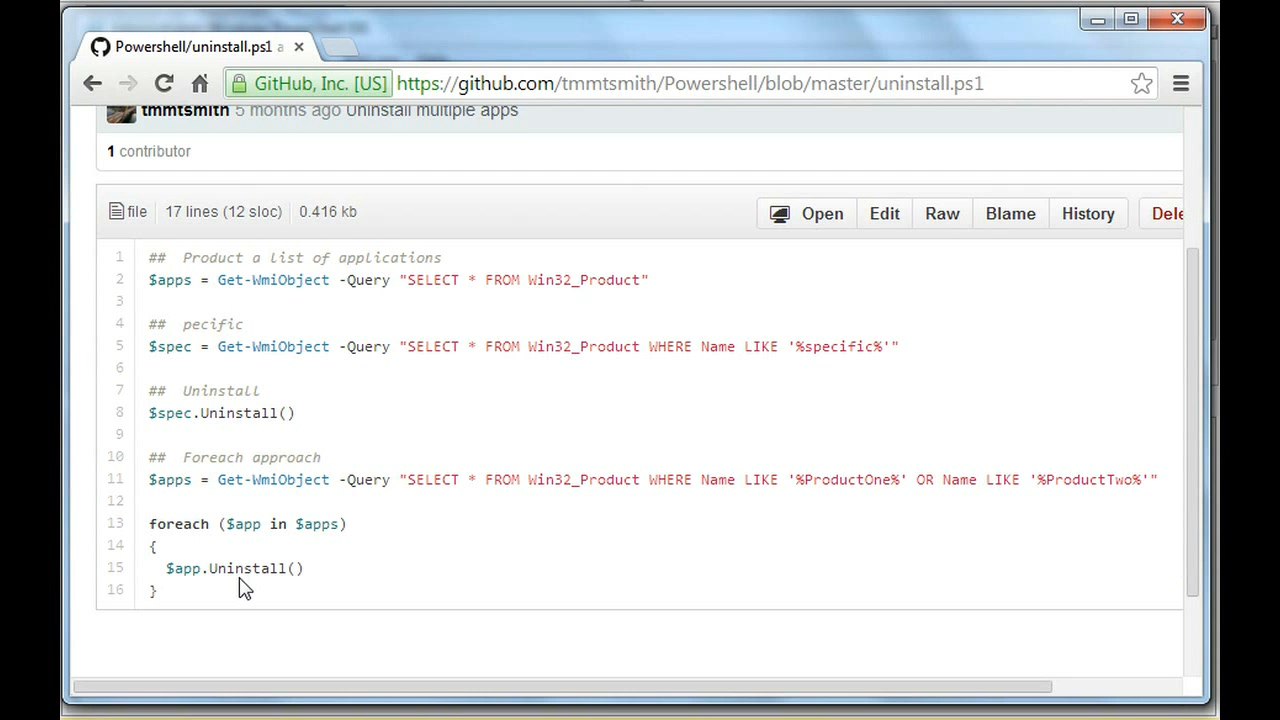 Powershell/uninstall.ps1 a
GitHub, Inc. [US] https://github.com/tmmtsmith/Powershell/blob/master/uninstall.ps1
tmmtsmith 5 months ago Uninstall multiple apps
1 contributor
file 17 lines (12 sloc) 0.416 kb Open Edit Raw Blame History Dele
1 ## Product a list of applications
2 $apps = Get-WmiObject -Query "SELECT * FROM Win32_Product"
3
4 ## pecific
5 $spec = Get-WmiObject -Query "SELECT * FROM Win32_Product WHERE Name LIKE '%specific%'"
6
7 ## Uninstall
8 $spec.Uninstall()
9
10 ## Foreach approach
11 $apps = Get-WmiObject -Query "SELECT * FROM Win32_Product WHERE Name LIKE '%ProductOne%' OR Name LIKE '%ProductTwo%'"
12
13 foreach ($app in $apps)
14 {
15 $app.Uninstall()
16 }